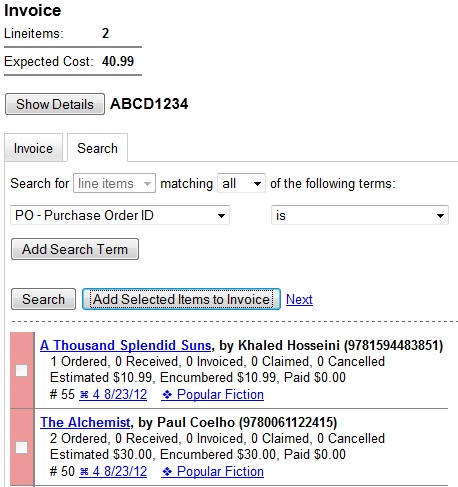 Invoice
Lineitems: 2
Expected Cost: 40.99
Show Details ABCD1234
Invoice Search
Search for line items matching all of the following terms:
PO - Purchase Order ID is
Add Search Term
Search Add Selected Items to Invoice Next
A Thousand Splendid Suns, by Khaled Hosseini (9781594483851)
1 Ordered, 0 Received, 0 Invoiced, 0 Claimed, 0 Cancelled
Estimated $10.99, Encumbered $10.99, Paid $0.00
# 55 ⌘ 4 8/23/12 ❖ Popular Fiction
The Alchemist, by Paul Coelho (9780061122415)
2 Ordered, 0 Received, 0 Invoiced, 0 Claimed, 0 Cancelled
Estimated $30.00, Encumbered $30.00, Paid $0.00
# 50 ⌘ 4 8/23/12 ❖ Popular Fiction